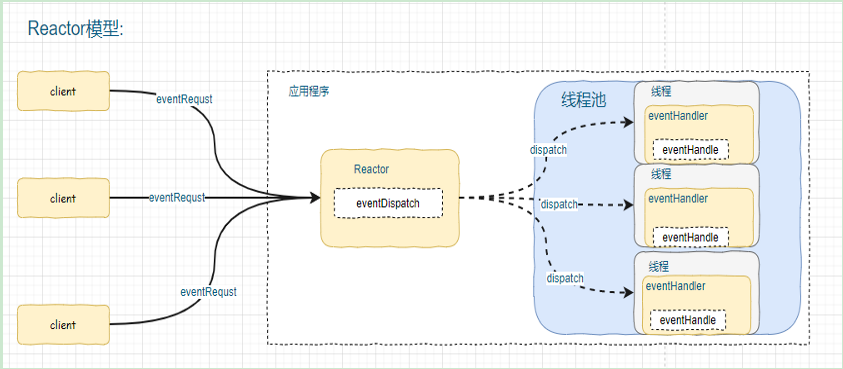 Reactor模型:
client
client
client
eventRequst
eventRequst
eventRequst
应用程序
Reactor
eventDispatch
dispatch
dispatch
dispatch
线程池
线程
eventHandler
eventHandle
线程
eventHandler
eventHandle
线程
eventHandler
eventHandle